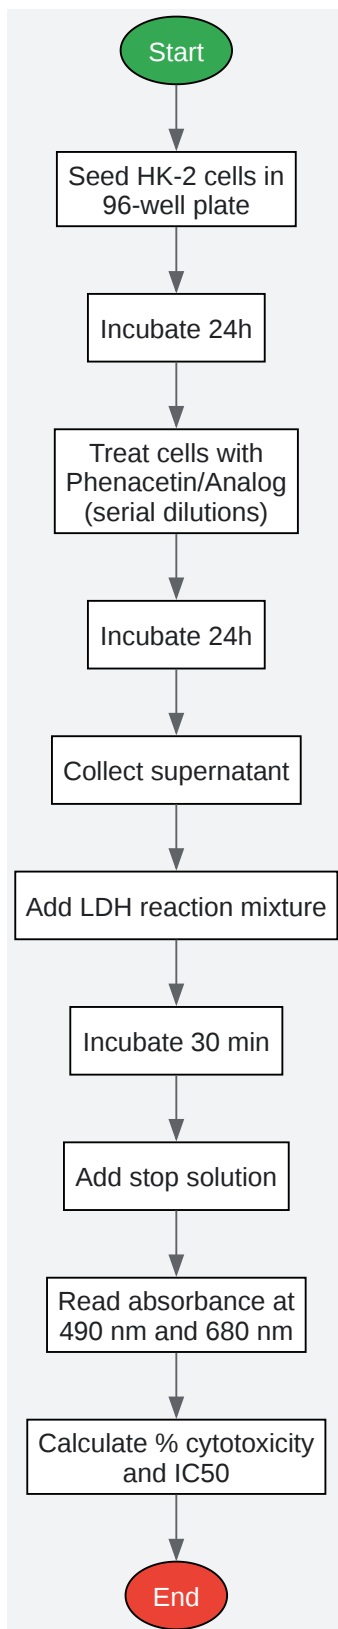 Start
Seed HK-2 cells in
96-well plate
Incubate 24h
Treat cells with
Phenacetin/Analog
(serial dilutions)
Incubate 24h
Collect supernatant
Add LDH reaction mixture
Incubate 30 min
Add stop solution
Read absorbance at
490 nm and 680 nm
Calculate % cytotoxicity
and IC50
End